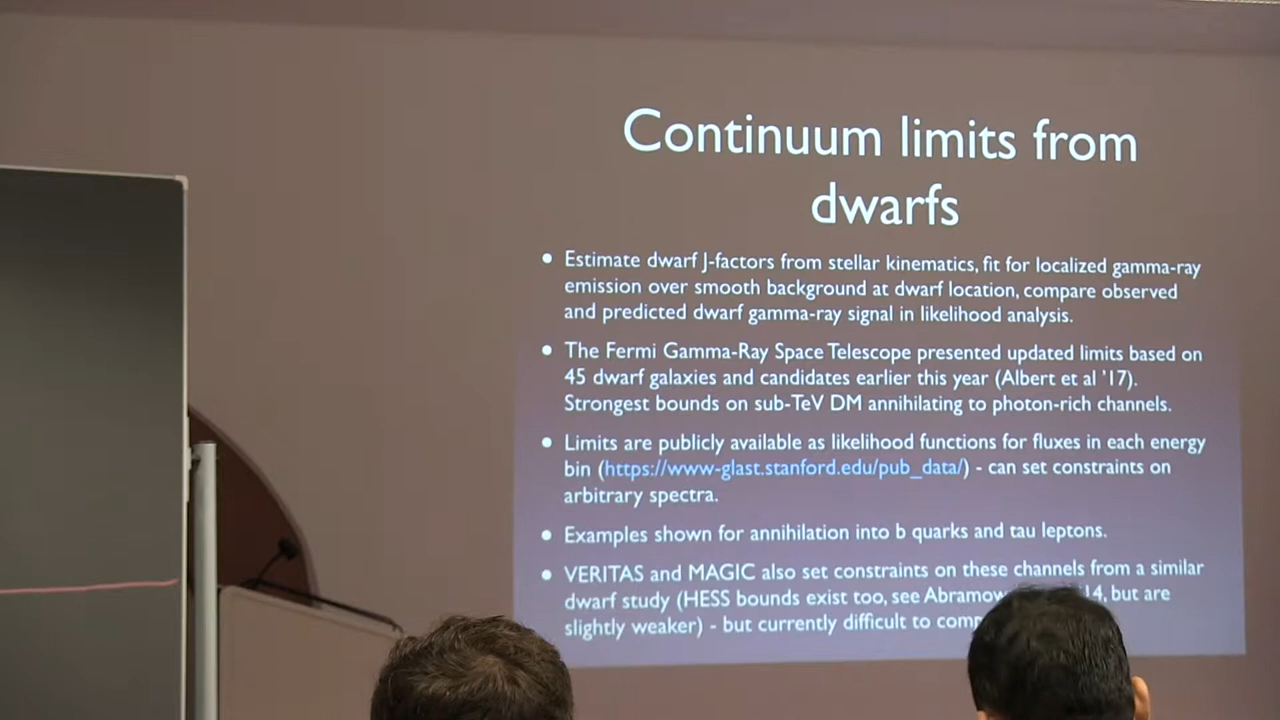 Continuum limits from
dwarfs
• Estimate dwarf J-factors from stellar kinematics, fit for localized gamma-ray
emission over smooth background at dwarf location, compare observed
and predicted dwarf gamma-ray signal in likelihood analysis.
• The Fermi Gamma-Ray Space Telescope presented updated limits based on
45 dwarf galaxies and candidates earlier this year (Albert et al '17).
Strongest bounds on sub-TeV DM annihilating to photon-rich channels.
• Limits are publicly available as likelihood functions for fluxes in each energy
bin (https://www-glast.stanford.edu/pub_data/) - can set constraints on
arbitrary spectra.
• Examples shown for annihilation into b quarks and tau leptons.
• VERITAS and MAGIC also set constraints on these channels from a similar
dwarf study (HESS bounds exist too, see but are
slightly weaker) - but currently difficult to